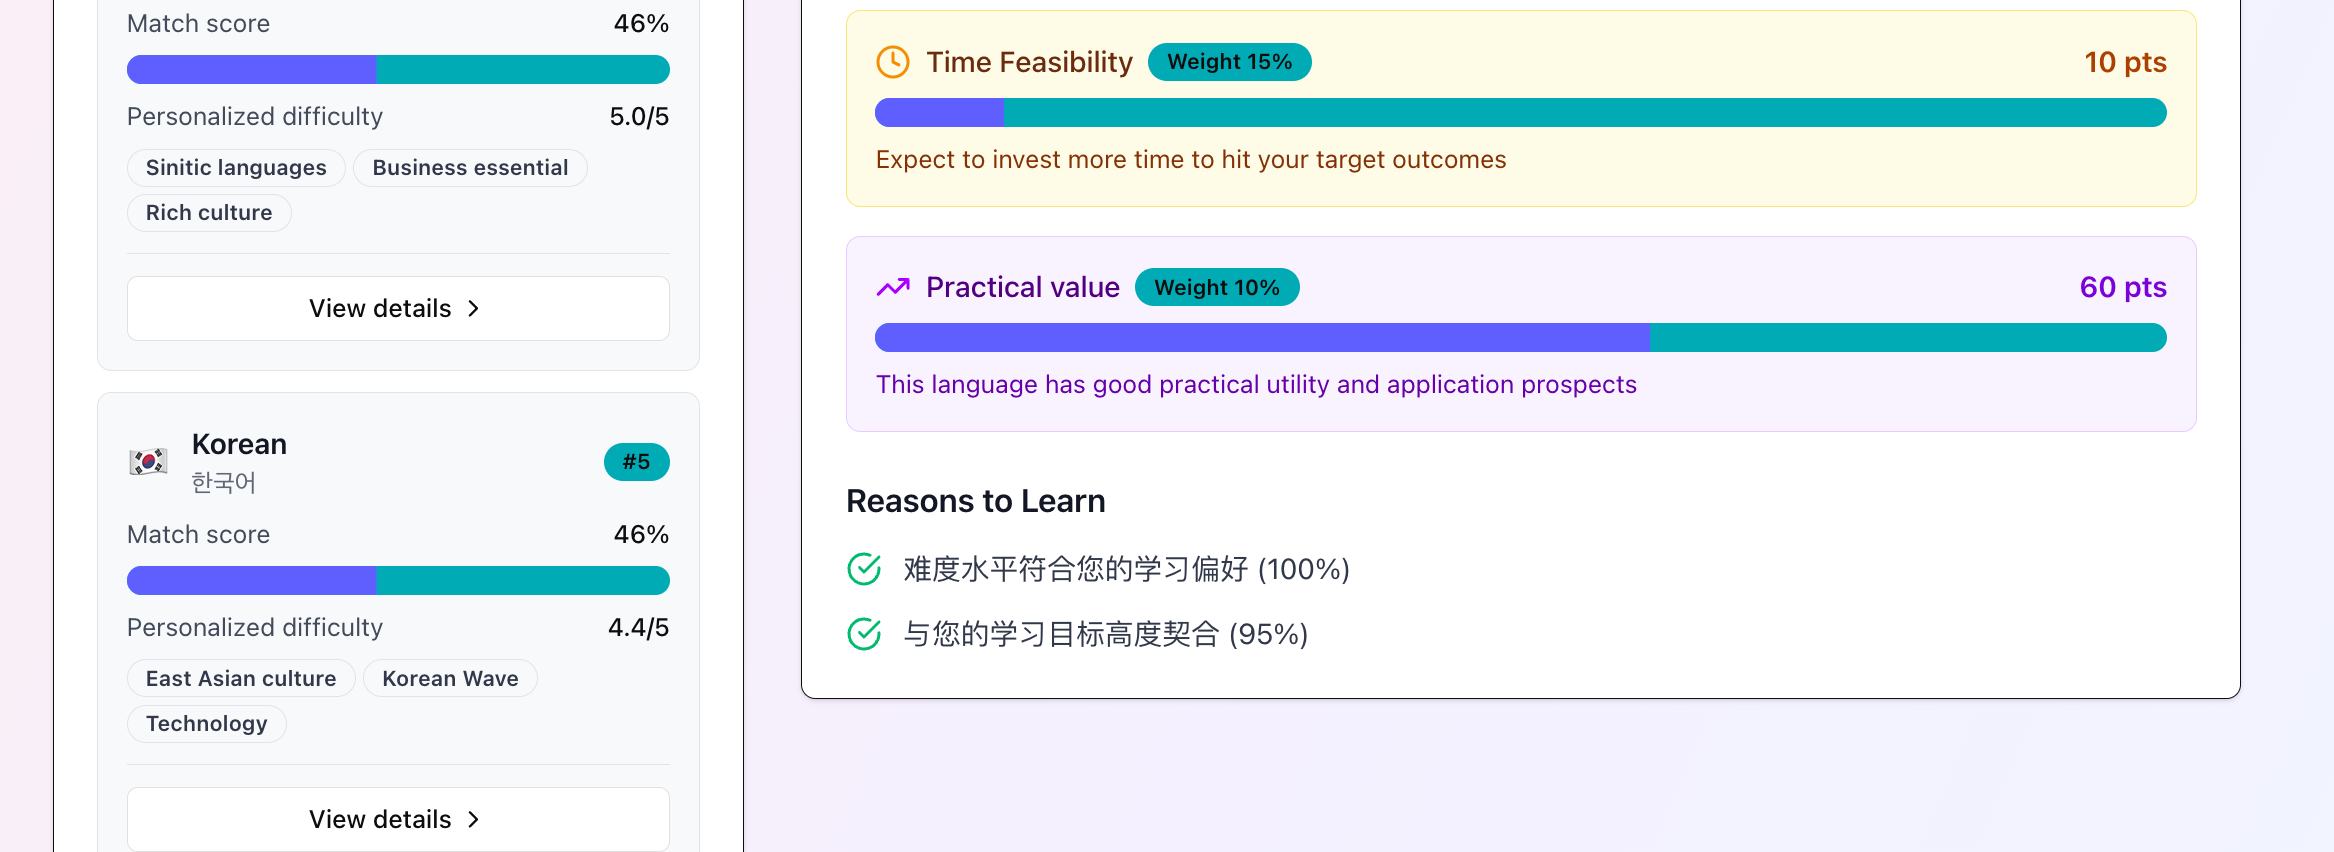 Match score 46%
Personalized difficulty 5.0/5
Sinitic languages Business essential
Rich culture
View details
Korean
한국어
#5
Match score 46%
Personalized difficulty 4.4/5
East Asian culture Korean Wave
Technology
View details
Time Feasibility Weight 15% 10 pts
Expect to invest more time to hit your target outcomes
Practical value Weight 10% 60 pts
This language has good practical utility and application prospects
Reasons to Learn
难度水平符合您的学习偏好 (100%)
与您的学习目标高度契合 (95%)